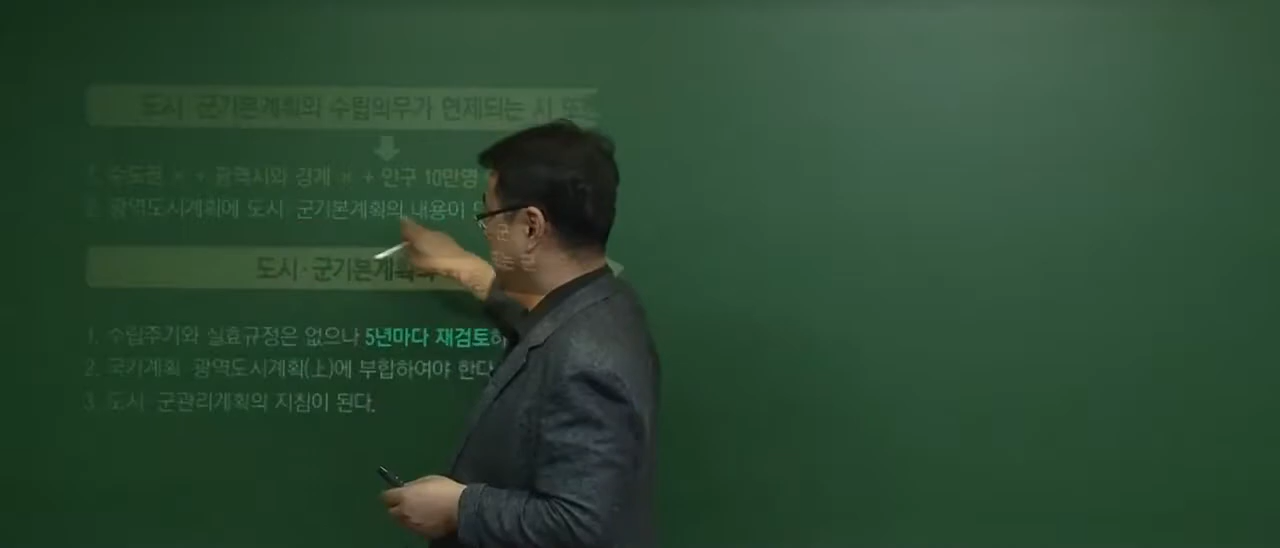 도시·군기본계획의 수립의무가 면제되는 시 또는
1. 수도권 × + 광역시와 경계 × + 인구 10만명
2. 광역도시계획에 도시·군기본계획의 내용이
도시·군기본계획의
1. 수립주기와 실효규정은 없으나 5년마다 재검토하
2. 국가계획·광역도시계획(上)에 부합하여야 한다
3. 도시·군관리계획의 지침이 된다.